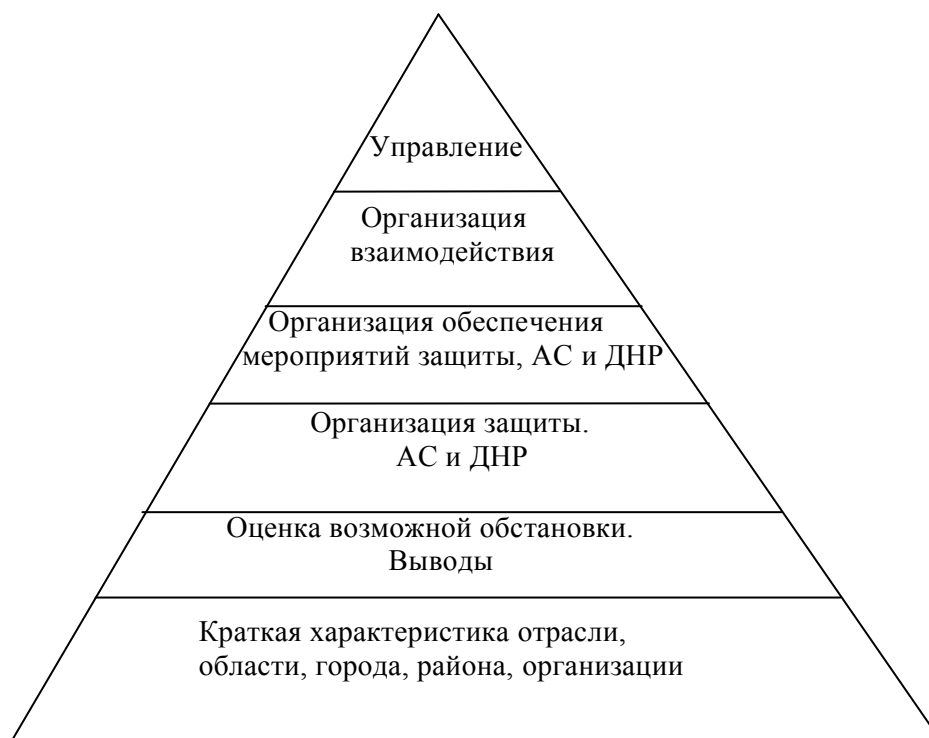 Управление
Организация
взаимодействия
Организация обеспечения
мероприятий защиты, АС и ДНР
Организация защиты.
АС и ДНР
Оценка возможной обстановки.
Выводы
Краткая характеристика отрасли,
области, города, района, организации